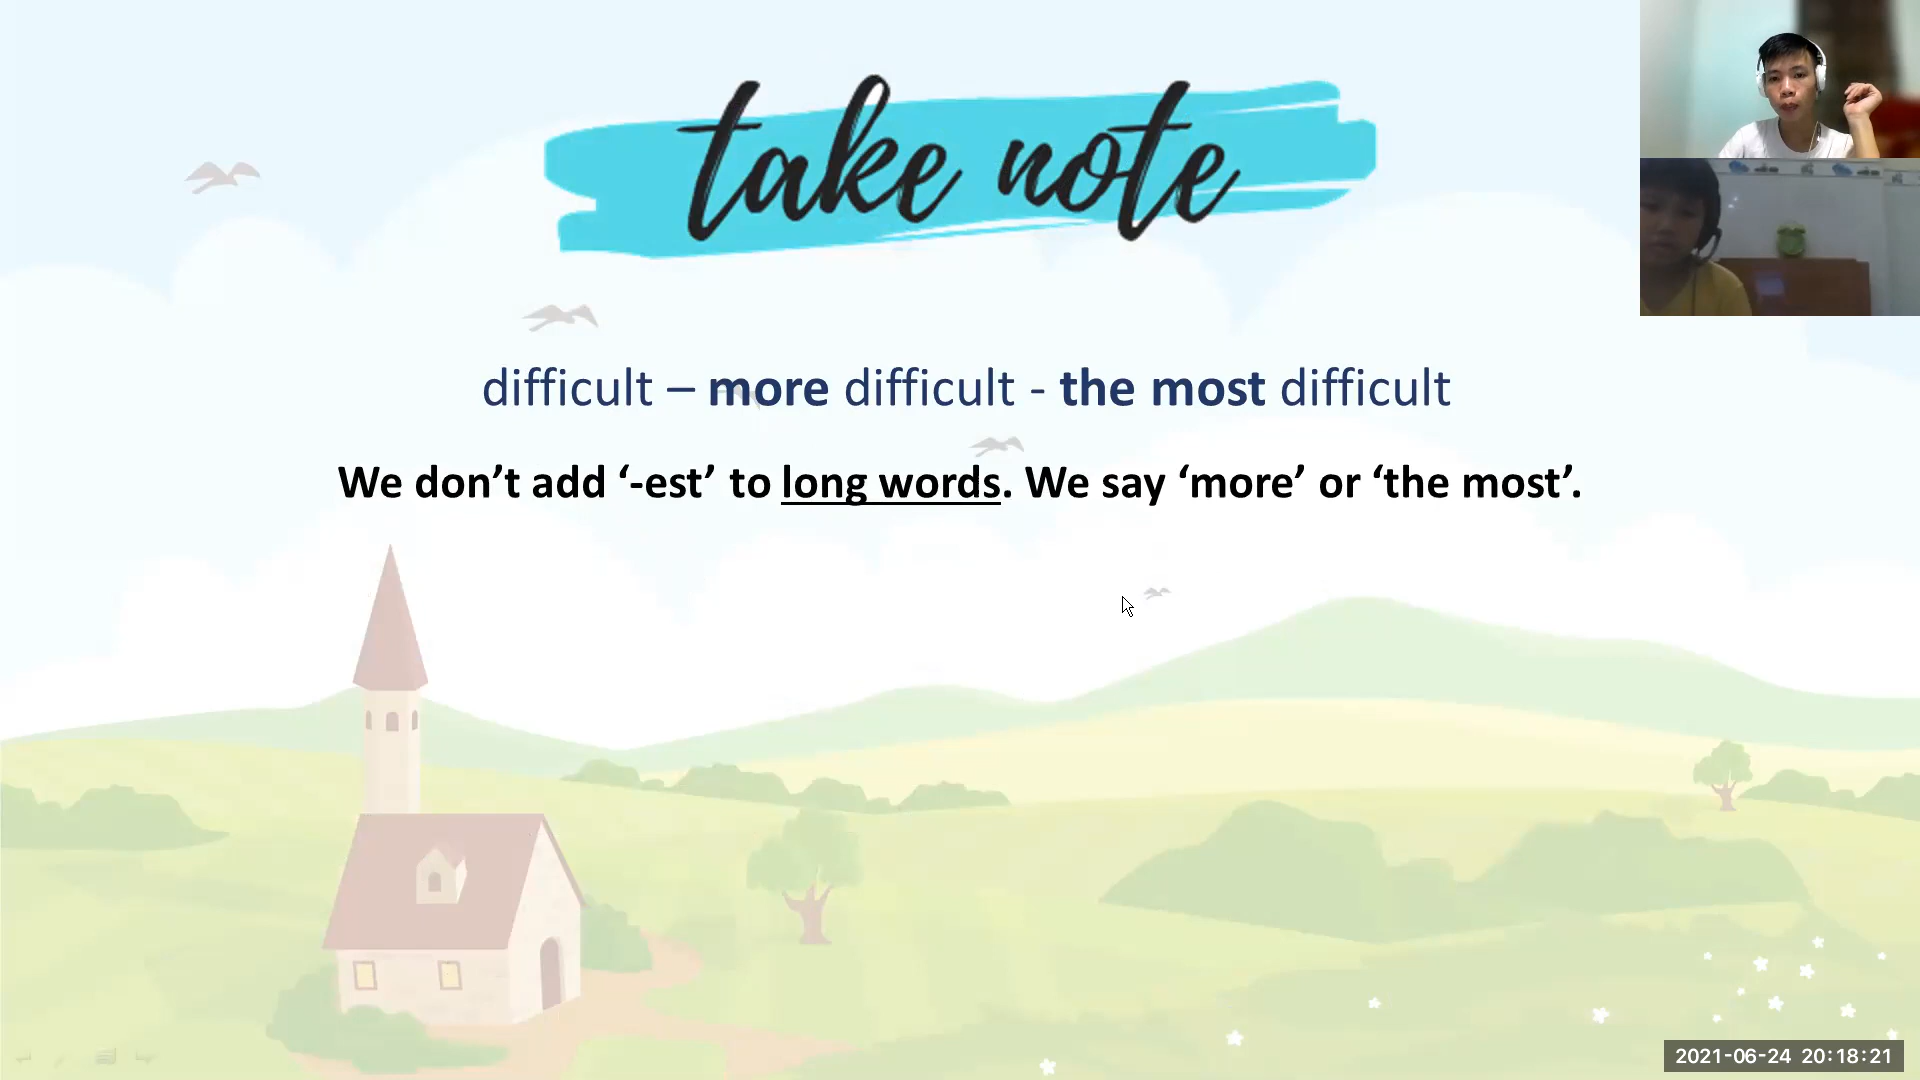 take note
difficult – more difficult - the most difficult
We don’t add ‘-est’ to long words. We say ‘more’ or ‘the most’.
2021-06-24 20:18:21